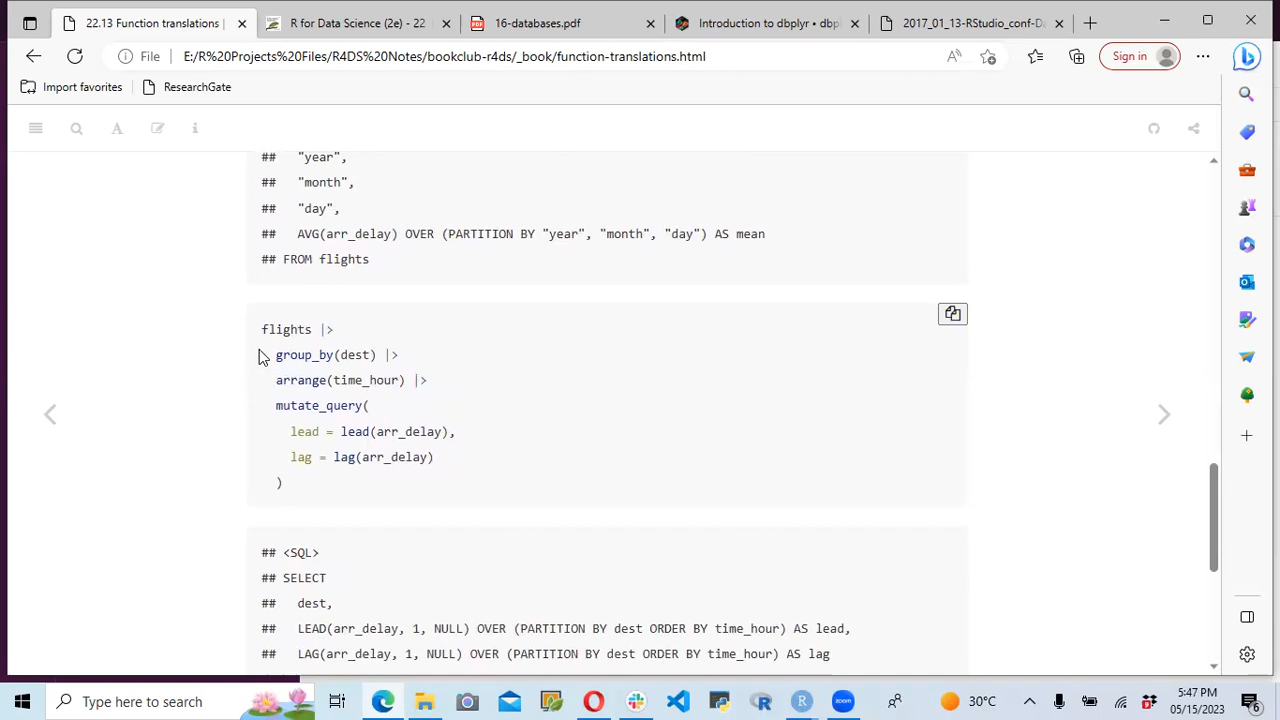 22.13 Function translations
R for Data Science (2e) - 22
16-databases.pdf
Introduction to dbplyr • dbp
2017_01_13-RStudio_conf-Da
File
E:/R%20Projects%20Files/R4DS%20Notes/bookclub-r4ds/_book/function-translations.html
Sign in
Import favorites
ResearchGate
## "year",
## "month",
## "day",
## AVG(arr_delay) OVER (PARTITION BY "year", "month", "day") AS mean
## FROM flights
flights |>
group_by(dest) |>
arrange(time_hour) |>
mutate_query(
lead = lead(arr_delay),
lag = lag(arr_delay)
)
## <SQL>
## SELECT
## dest,
## LEAD(arr_delay, 1, NULL) OVER (PARTITION BY dest ORDER BY time_hour) AS lead,
## LAG(arr_delay, 1, NULL) OVER (PARTITION BY dest ORDER BY time_hour) AS lag
Type here to search
30°C
5:47 PM
05/15/2023
6